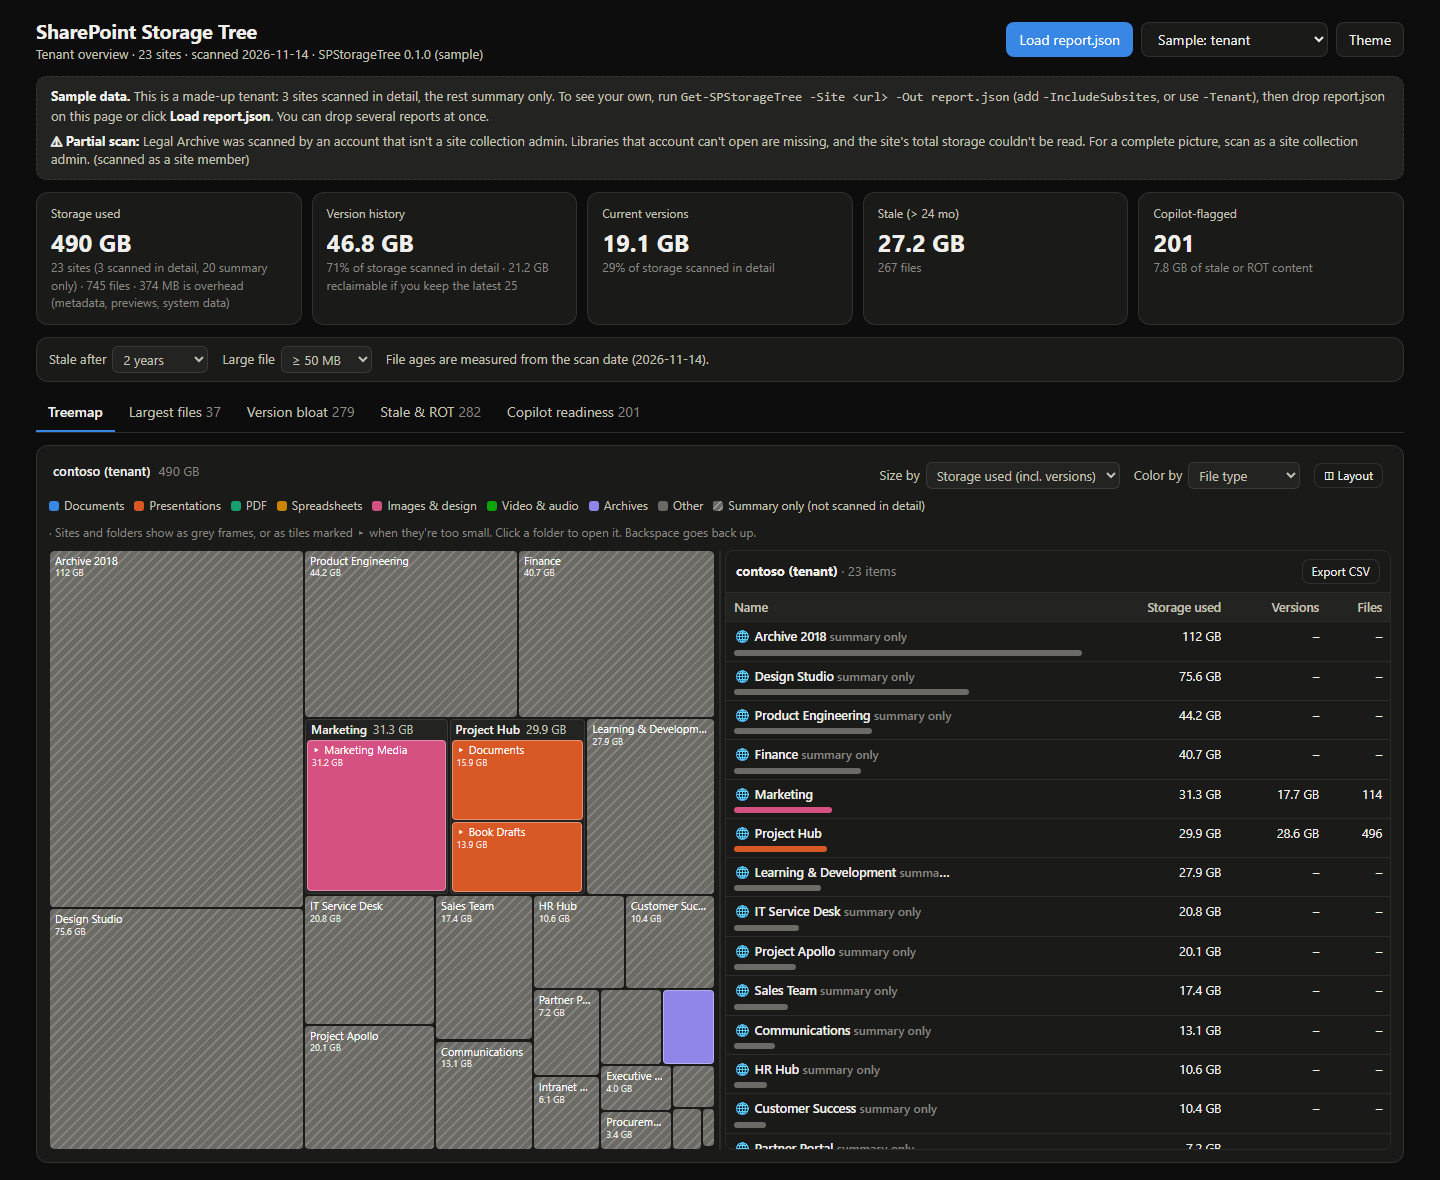 SharePoint Storage Tree
Tenant overview · 23 sites · scanned 2026-11-14 · SPStorageTree 0.1.0 (sample)
Load report.json
Sample: tenant
Theme
Sample data. This is a made-up tenant: 3 sites scanned in detail, the rest summary only. To see your own, run Get-SPStorageTree -Site <url> -Out report.json (add -IncludeSubsites, or use -Tenant), then drop report.json
on this page or click Load report.json. You can drop several reports at once.
⚠ Partial scan: Legal Archive was scanned by an account that isn't a site collection admin. Libraries that account can't open are missing, and the site's total storage couldn't be read. For a complete picture, scan as a site collection
admin. (scanned as a site member)
Storage used
490 GB
23 sites (3 scanned in detail, 20 summary
only) · 745 files · 374 MB is overhead
(metadata, previews, system data)
Version history
46.8 GB
71% of storage scanned in detail · 21.2 GB
reclaimable if you keep the latest 25
Current versions
19.1 GB
29% of storage scanned in detail
Stale (> 24 mo)
27.2 GB
267 files
Copilot-flagged
201
7.8 GB of stale or ROT content
Stale after
2 years
Large file
≥ 50 MB
File ages are measured from the scan date (2026-11-14).
Treemap
Largest files 37
Version bloat 279
Stale & ROT 282
Copilot readiness 201
contoso (tenant) 490 GB
Size by
Storage used (incl. versions)
Color by
File type
Layout
Documents
Presentations
PDF
Spreadsheets
Images & design
Video & audio
Archives
Other
Summary only (not scanned in detail)
· Sites and folders show as grey frames, or as tiles marked ▸ when they're too small. Click a folder to open it. Backspace goes back up.
Archive 2018
112 GB
Product Engineering
44.2 GB
Finance
40.7 GB
Marketing 31.3 GB
▸ Marketing Media
31.2 GB
Project Hub 29.9 GB
▸ Documents
15.9 GB
▸ Book Drafts
13.9 GB
Learning & Developm...
27.9 GB
Design Studio
75.6 GB
IT Service Desk
20.8 GB
Sales Team
17.4 GB
HR Hub
10.6 GB
Customer Suc...
10.4 GB
Partner P...
7.2 GB
Project Apollo
20.1 GB
Communications
13.1 GB
Intranet ...
6.1 GB
Executive ...
4.0 GB
Procurem...
3.4 GB
contoso (tenant) · 23 items
Export CSV
Name Storage used Versions Files
Archive 2018 summary only 112 GB – –
Design Studio summary only 75.6 GB – –
Product Engineering summary only 44.2 GB – –
Finance summary only 40.7 GB – –
Marketing 31.3 GB 17.7 GB 114
Project Hub 29.9 GB 28.6 GB 496
Learning & Development summa... 27.9 GB – –
IT Service Desk summary only 20.8 GB – –
Project Apollo summary only 20.1 GB – –
Sales Team summary only 17.4 GB – –
Communications summary only 13.1 GB – –
HR Hub summary only 10.6 GB – –
Customer Success summary only 10.4 GB – –
Partner Portal summary only 7.2 GB